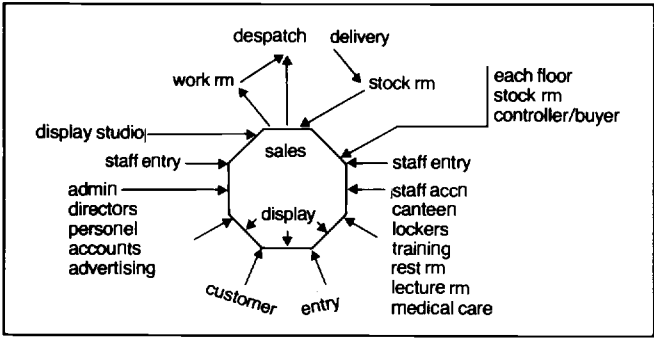 despatch
delivery
work rm
stock rm
each floor
stock rm
controller/buyer
display studio
sales
staff entry
staff entry
admin
directors
personel
accounts
advertising
display
staff accn
canteen
lockers
training
rest rm
lecture rm
medical care
customer
entry